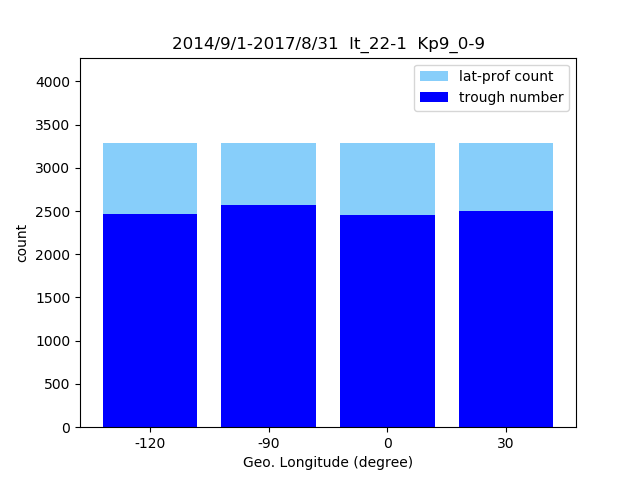 2014/9/1-2017/8/31  lt_22-1  Kp9_0-9
lat-prof count
trough number
4000
3500
3000
2500
2000
1500
1000
500
0
count
-120 -90 0 30
Geo. Longitude (degree)